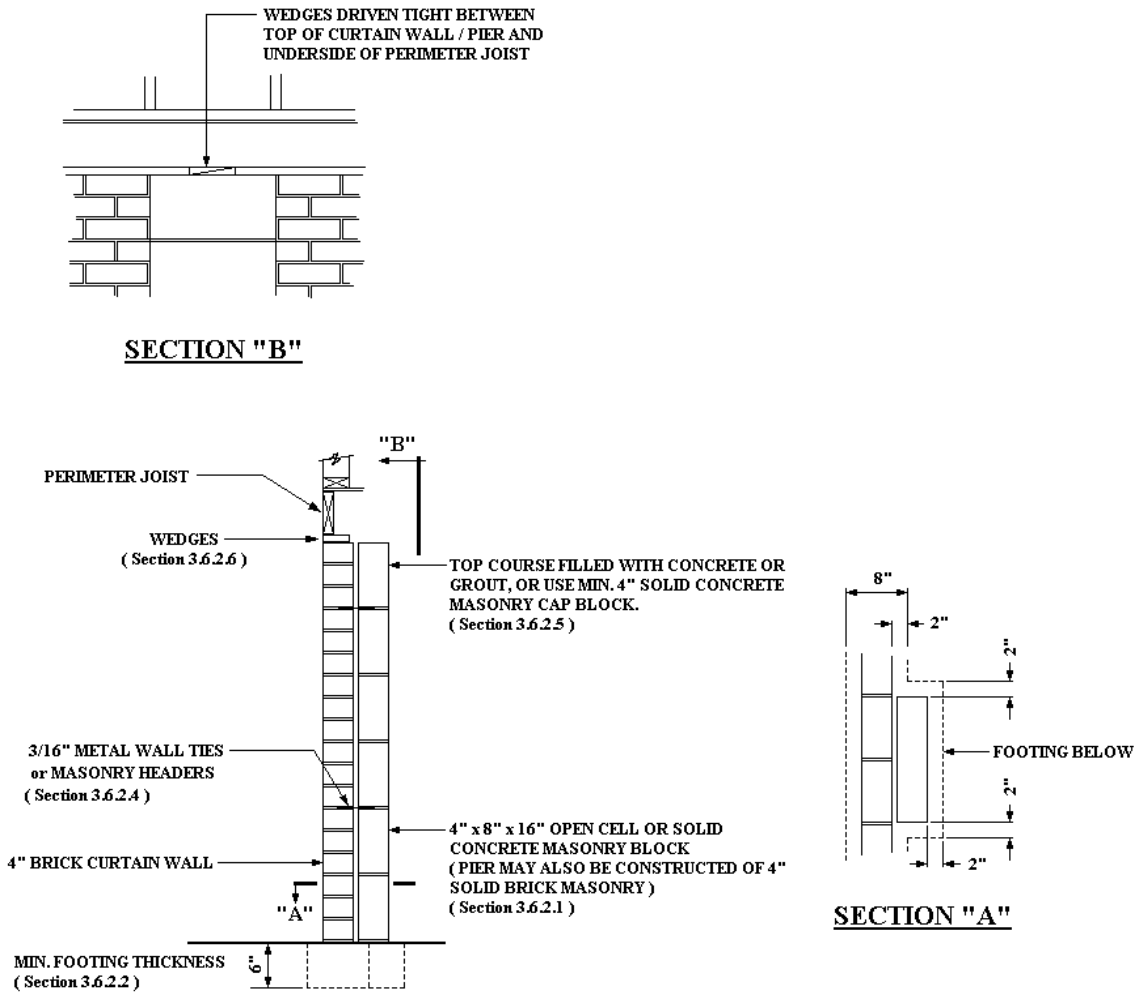 WEDGES DRIVEN TIGHT BETWEEN
TOP OF CURTAIN WALL / PIER AND
UNDERSIDE OF PERIMETER JOIST
SECTION "B"
"B"
PERIMETER JOIST
WEDGES
( Section 3.6.2.6 )
TOP COURSE FILLED WITH CONCRETE OR
GROUT, OR USE MIN. 4" SOLID CONCRETE
MASONRY CAP BLOCK.
( Section 3.6.2.5 )
3/16" METAL WALL TIES
or MASONRY HEADERS
( Section 3.6.2.4 )
4" BRICK CURTAIN WALL
4" x 8" x 16" OPEN CELL OR SOLID
CONCRETE MASONRY BLOCK
( PIER MAY ALSO BE CONSTRUCTED OF 4"
SOLID BRICK MASONRY )
( Section 3.6.2.1 )
"A"
MIN. FOOTING THICKNESS
( Section 3.6.2.2 )
6"
8"
2"
2"
FOOTING BELOW
2"
2"
SECTION "A"